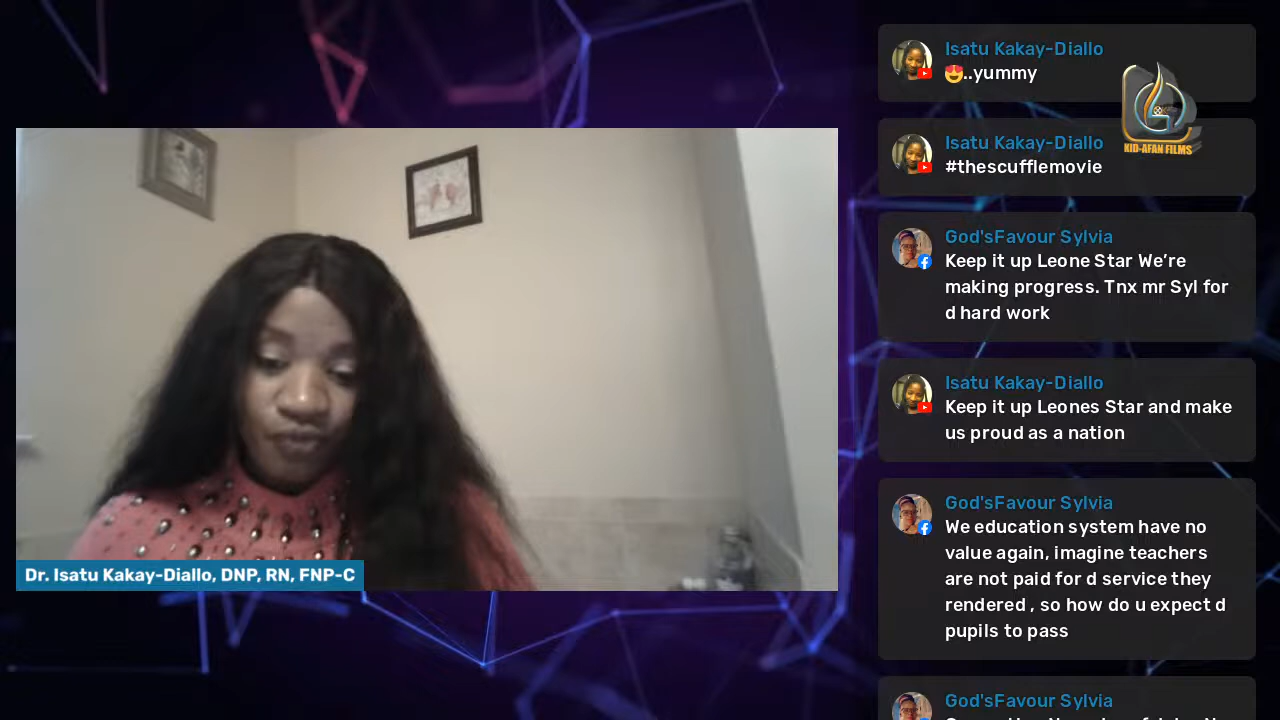 Isatu Kakay-Diallo
😍..yummy
KID-AFAN FILMS
Isatu Kakay-Diallo
#thescufflemovie
God'sFavour Sylvia
Keep it up Leone Star We’re
making progress. Tnx mr Syl for
d hard work
Isatu Kakay-Diallo
Keep it up Leones Star and make
us proud as a nation
God'sFavour Sylvia
We education system have no
value again, imagine teachers
are not paid for d service they
rendered , so how do u expect d
pupils to pass
God'sFavour Sylvia
Dr. Isatu Kakay-Diallo, DNP, RN, FNP-C